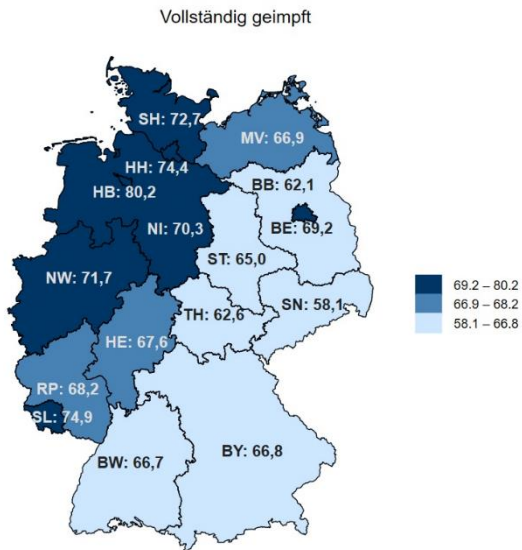 Vollständig geimpft
SH: 72,7
MV: 66,9
HH: 74,4
BB: 62,1
HB: 80,2
BE: 69,2
NI: 70,3
ST: 65,0
NW: 71,7
SN: 58,1
TH: 62,6
HE: 67,6
RP: 68,2
SL: 74,9
BW: 66,7
BY: 66,8
69.2 – 80.2
66.9 – 68.2
58.1 – 66.8